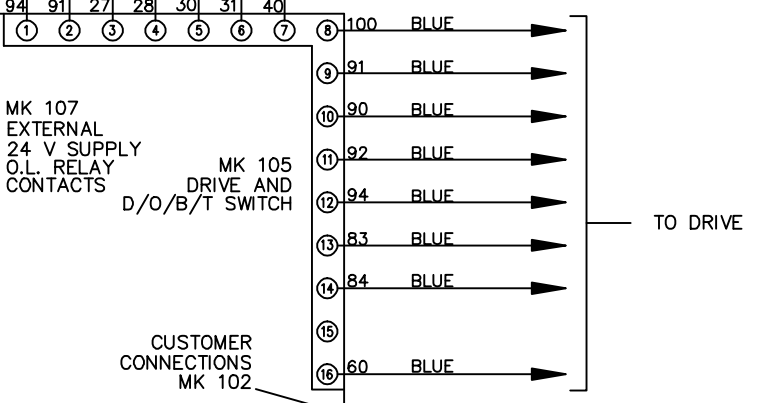 94 91 27 28 30 31 40
1 2 3 4 5 6 7 8 100 BLUE
9 91 BLUE
10 90 BLUE
11 92 BLUE
12 94 BLUE
13 83 BLUE
14 84 BLUE
15
16 60 BLUE
MK 107
EXTERNAL
24 V SUPPLY
O.L. RELAY
CONTACTS
MK 105
DRIVE AND
D/O/B/T SWITCH
TO DRIVE
CUSTOMER
CONNECTIONS
MK 102